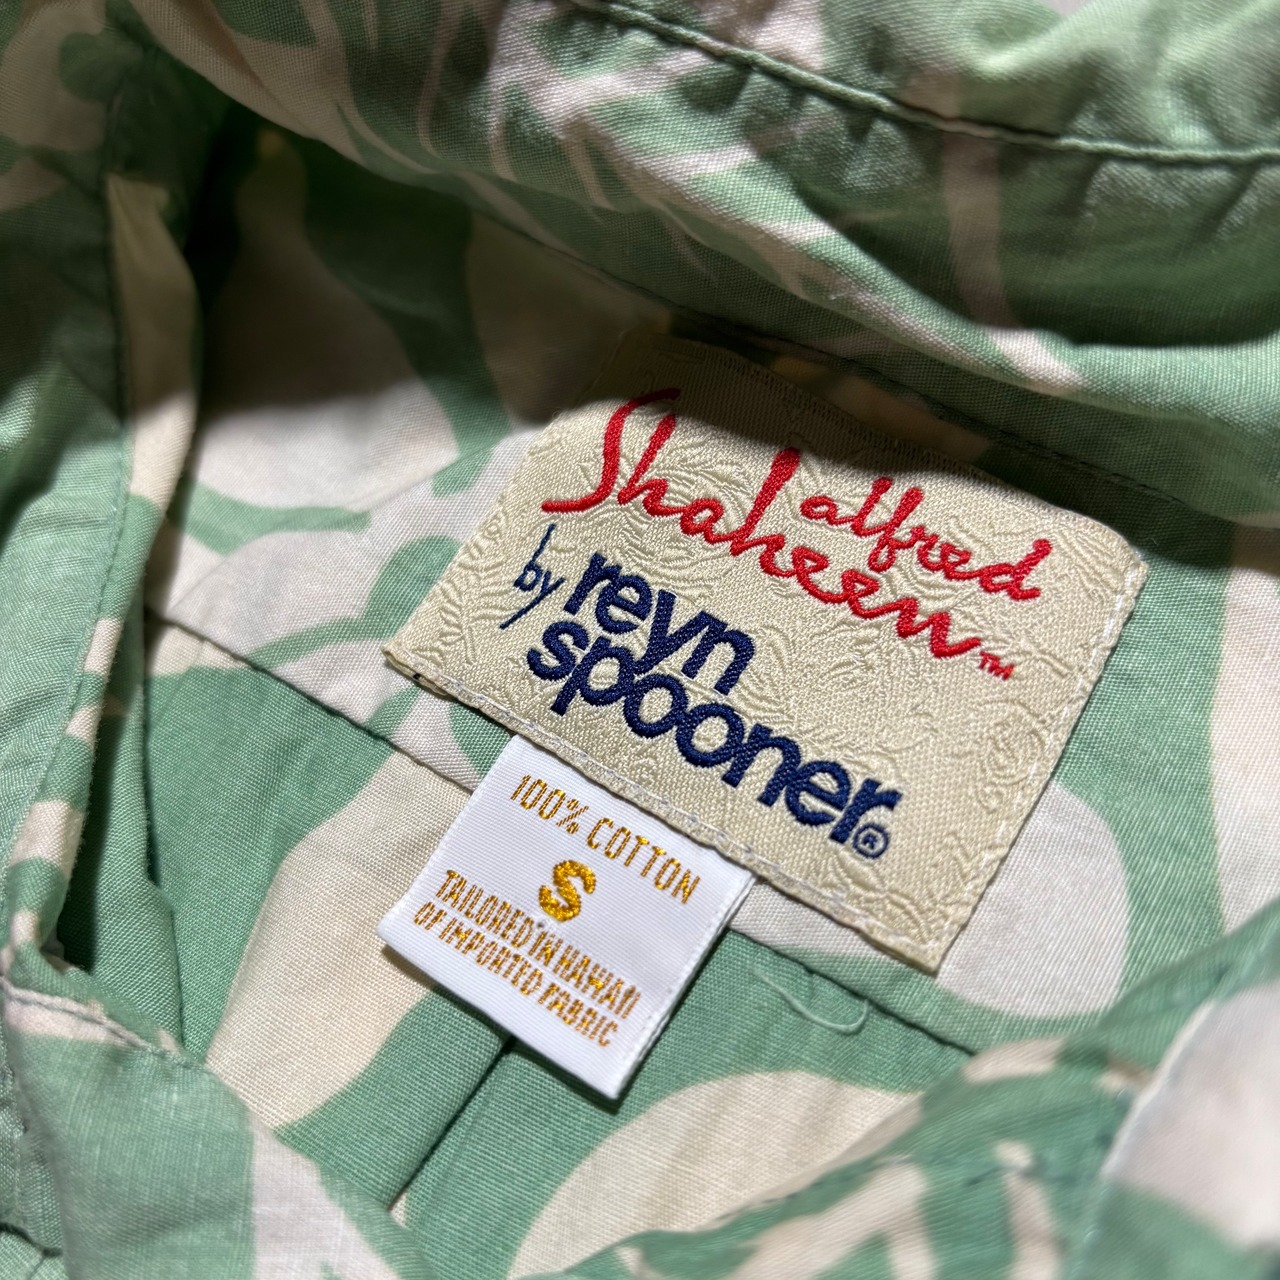 alfred
Shaheen™
by reyn
spooner®
100% COTTON
S
TAILORED IN HAWAII
OF IMPORTED FABRIC